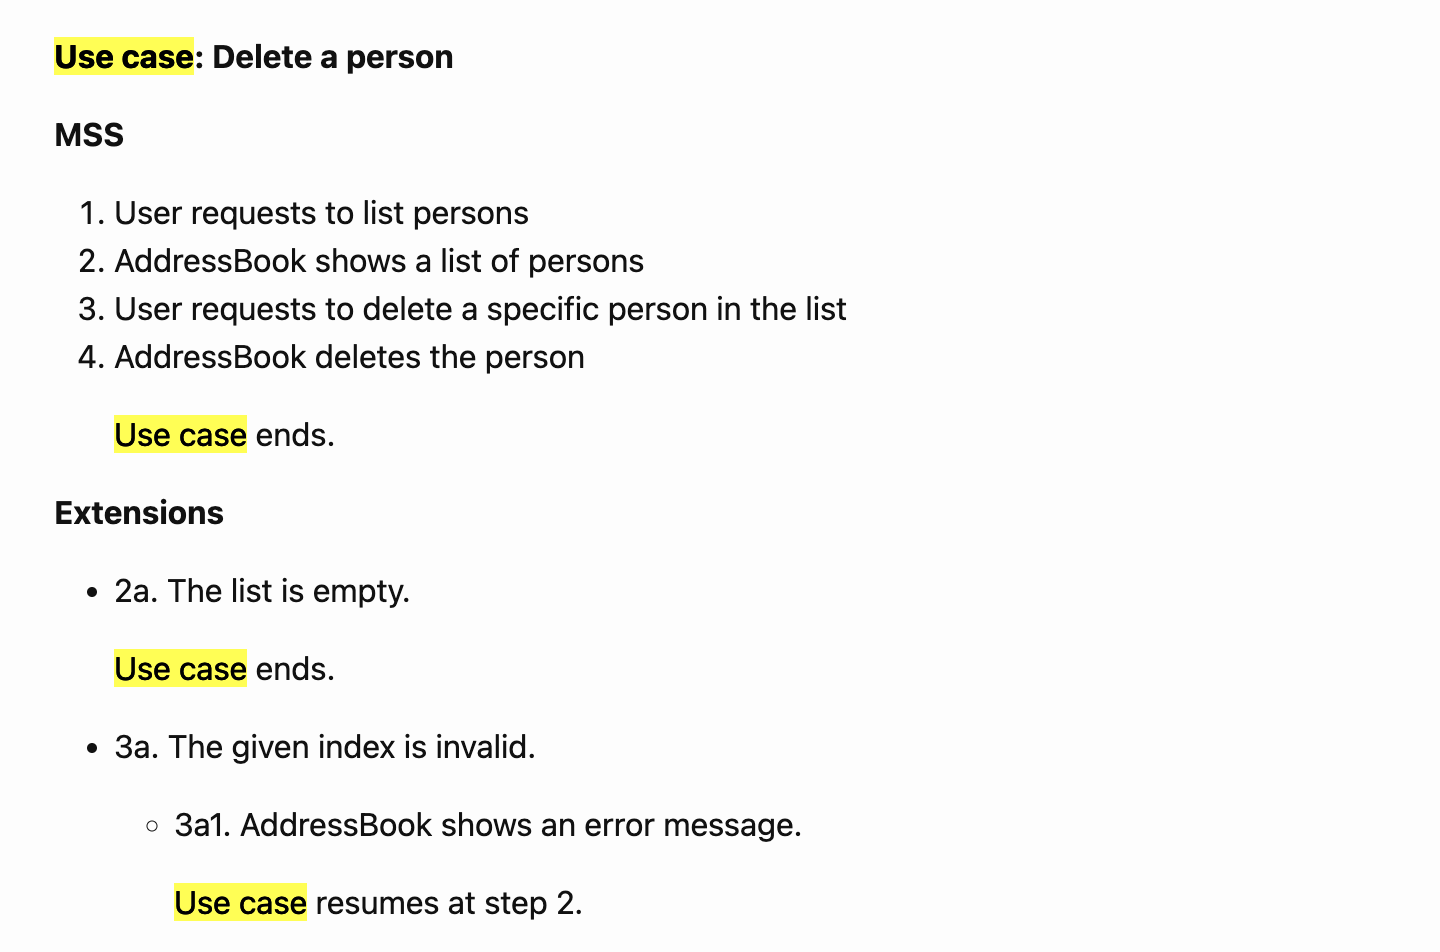 Use case: Delete a person
MSS
1. User requests to list persons
2. AddressBook shows a list of persons
3. User requests to delete a specific person in the list
4. AddressBook deletes the person
Use case ends.
Extensions
• 2a. The list is empty.
Use case ends.
• 3a. The given index is invalid.
◦ 3a1. AddressBook shows an error message.
Use case resumes at step 2.